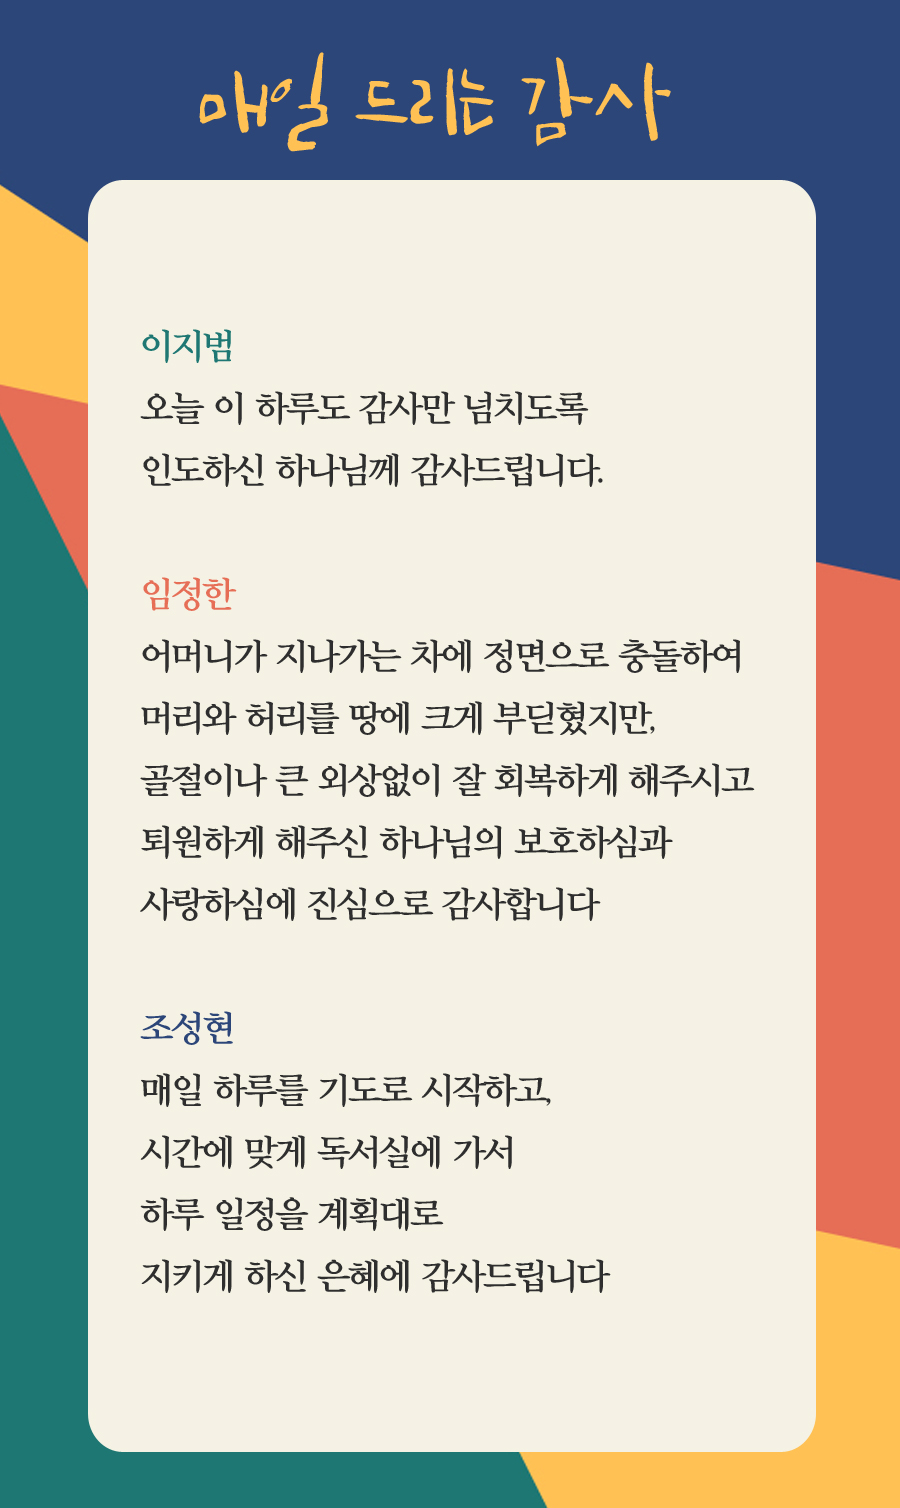 매일 드리는 감사
이지범
오늘 이 하루도 감사만 넘치도록
인도하신 하나님께 감사드립니다.
임정한
어머니가 지나가는 차에 정면으로 충돌하여
머리와 허리를 땅에 크게 부딛혔지만,
골절이나 큰 외상없이 잘 회복하게 해주시고
퇴원하게 해주신 하나님의 보호하심과
사랑하심에 진심으로 감사합니다
조성현
매일 하루를 기도로 시작하고,
시간에 맞게 독서실에 가서
하루 일정을 계획대로
지키게 하신 은혜에 감사드립니다